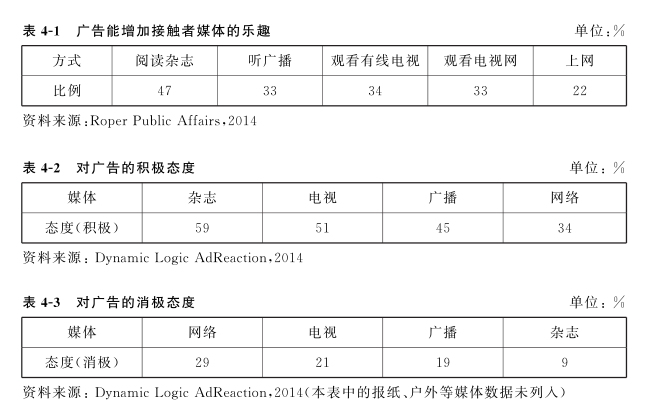 表 4-1 广告能增加接触者媒体的乐趣 单位:%
方式 阅读杂志 听广播 观看有线电视 观看电视网 上网
比例 47 33 34 33 22
资料来源:Roper Public Affairs,2014
表 4-2 对广告的积极态度 单位:%
媒体 杂志 电视 广播 网络
态度(积极) 59 51 45 34
资料来源: Dynamic Logic AdReaction,2014
表 4-3 对广告的消极态度 单位:%
媒体 网络 电视 广播 杂志
态度(消极) 29 21 19 9
资料来源: Dynamic Logic AdReaction,2014(本表中的报纸、户外等媒体数据未列入)